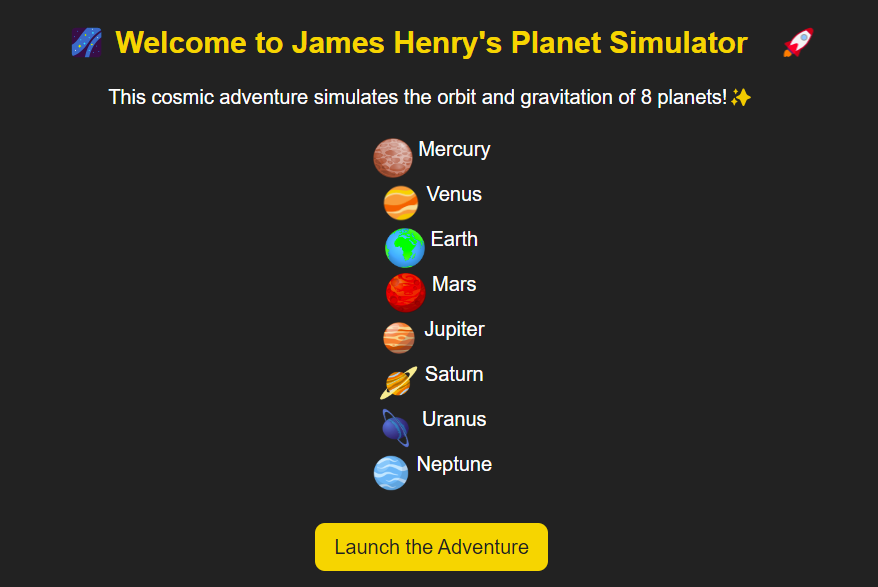 Welcome to James Henry's Planet Simulator
This cosmic adventure simulates the orbit and gravitation of 8 planets!
Mercury
Venus
Earth
Mars
Jupiter
Saturn
Uranus
Neptune
Launch the Adventure